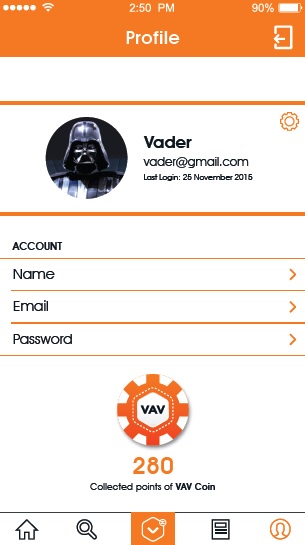 2:50 PM 90%
Profile
Vader
vader@gmail.com
Last Login: 25 November 2015
ACCOUNT
Name
Email
Password
VAV
280
Collected points of VAV Coin